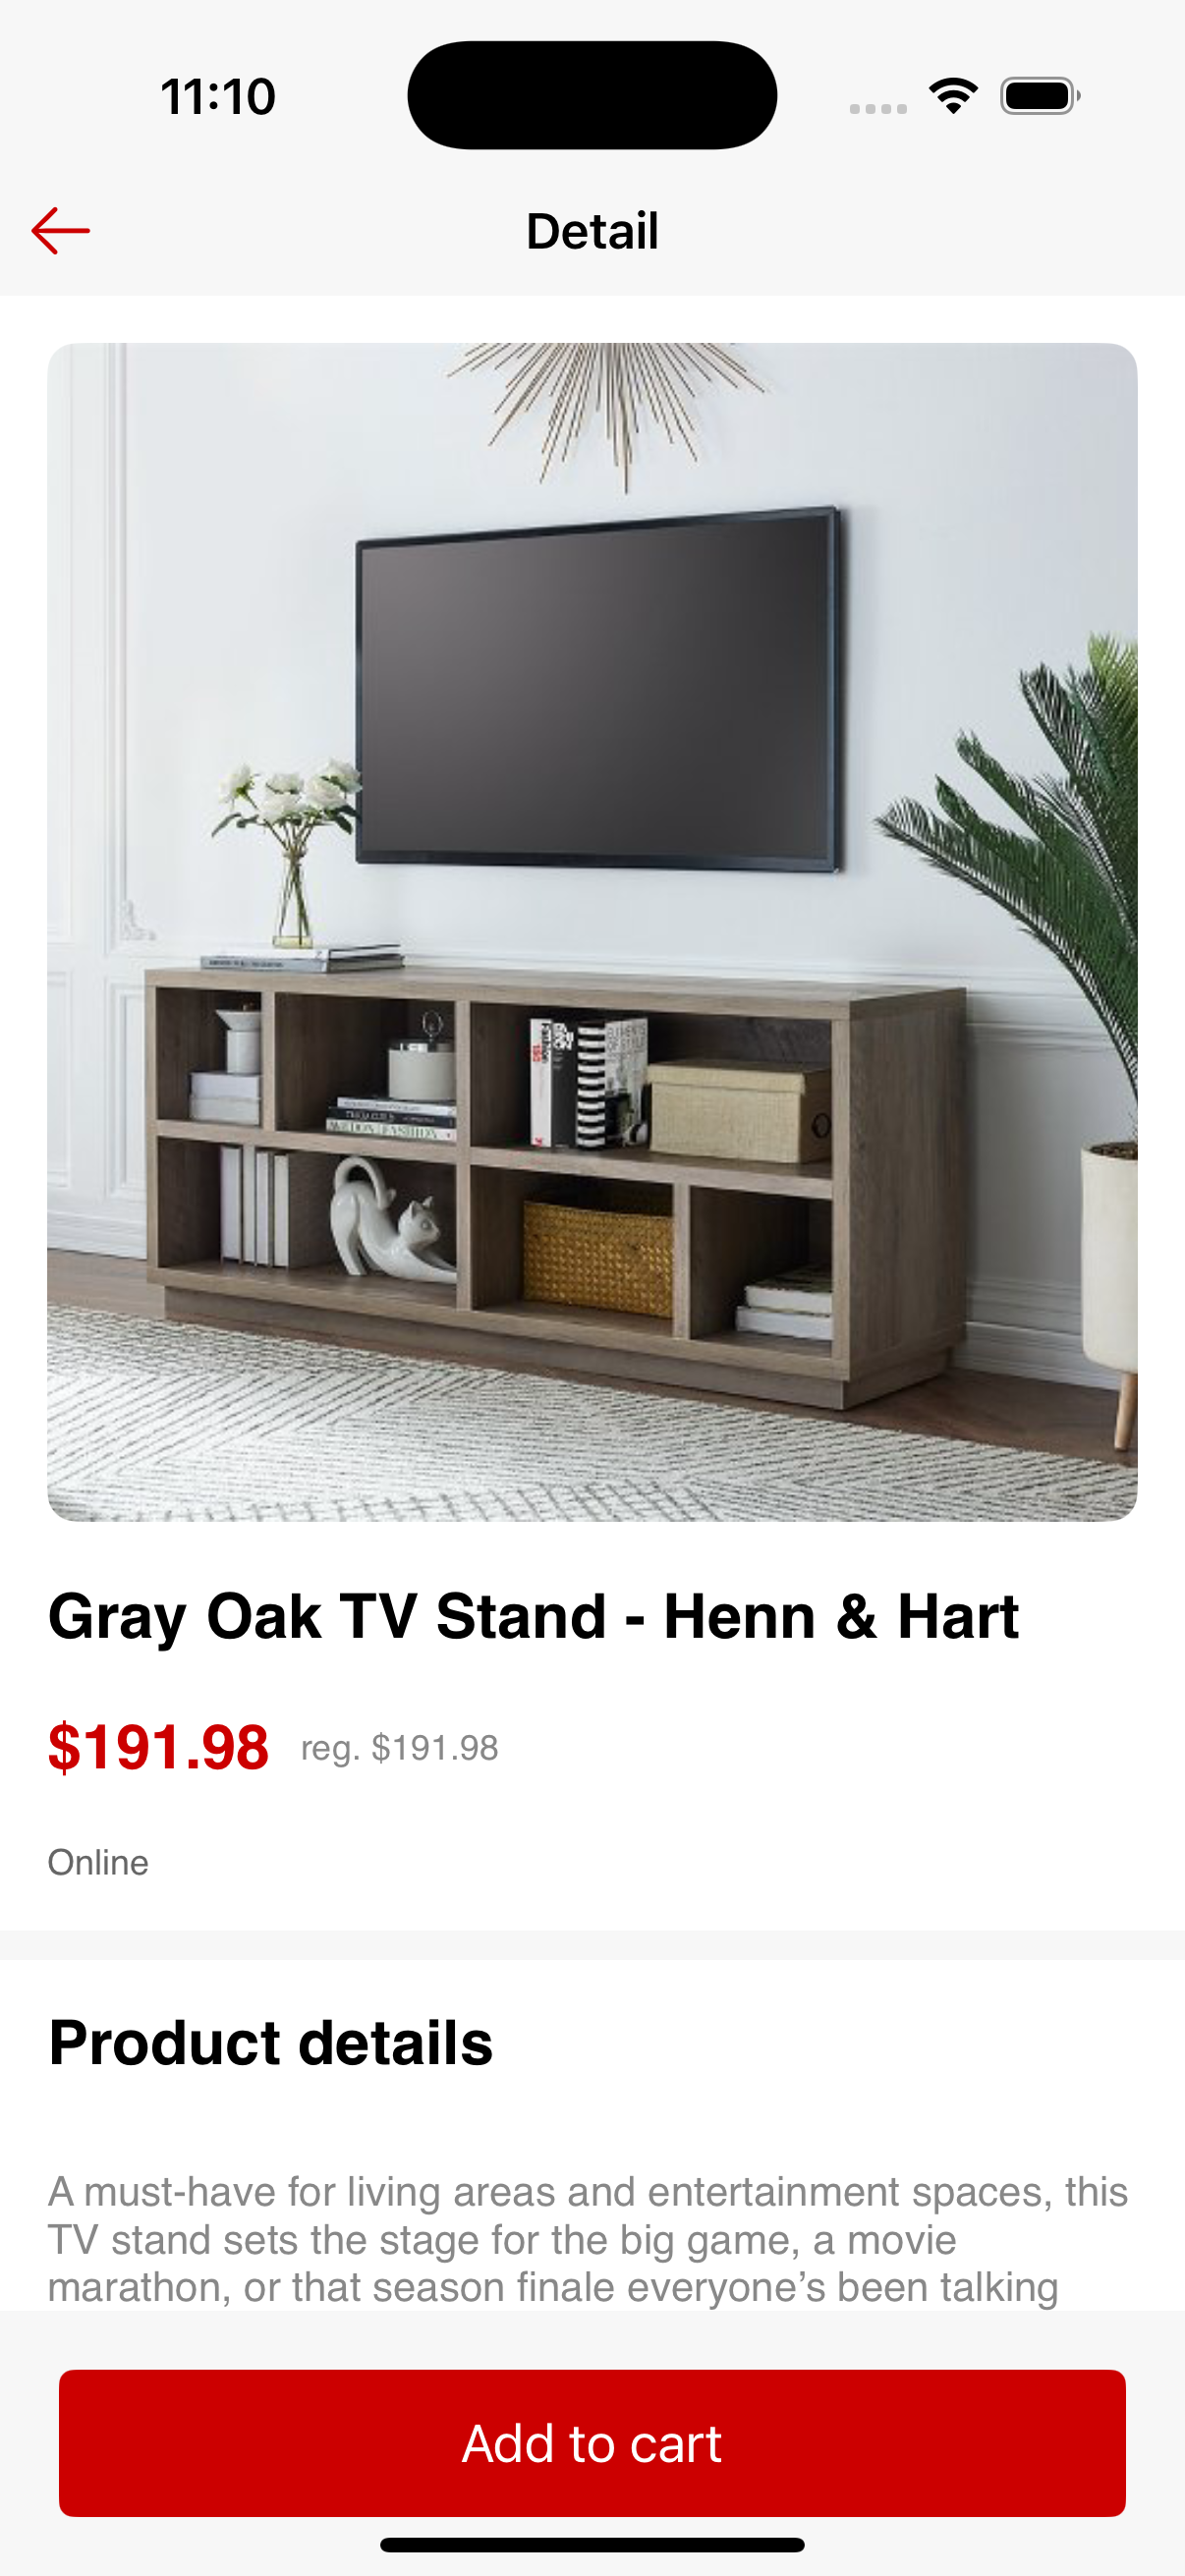 11:10
Detail
Gray Oak TV Stand - Henn & Hart
$191.98 reg. $191.98
Online
Product details
A must-have for living areas and entertainment spaces, this
TV stand sets the stage for the big game, a movie
marathon, or that season finale everyone’s been talking
Add to cart